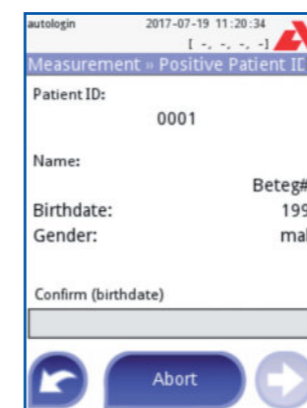 autologin 2017-07-19 11:20:34
[ -, -, -, -]
Measurement » Positive Patient ID
Patient ID:
0001
Name:
Beteg#
Birthdate: 199
Gender: mal
Confirm (birthdate)
Abort